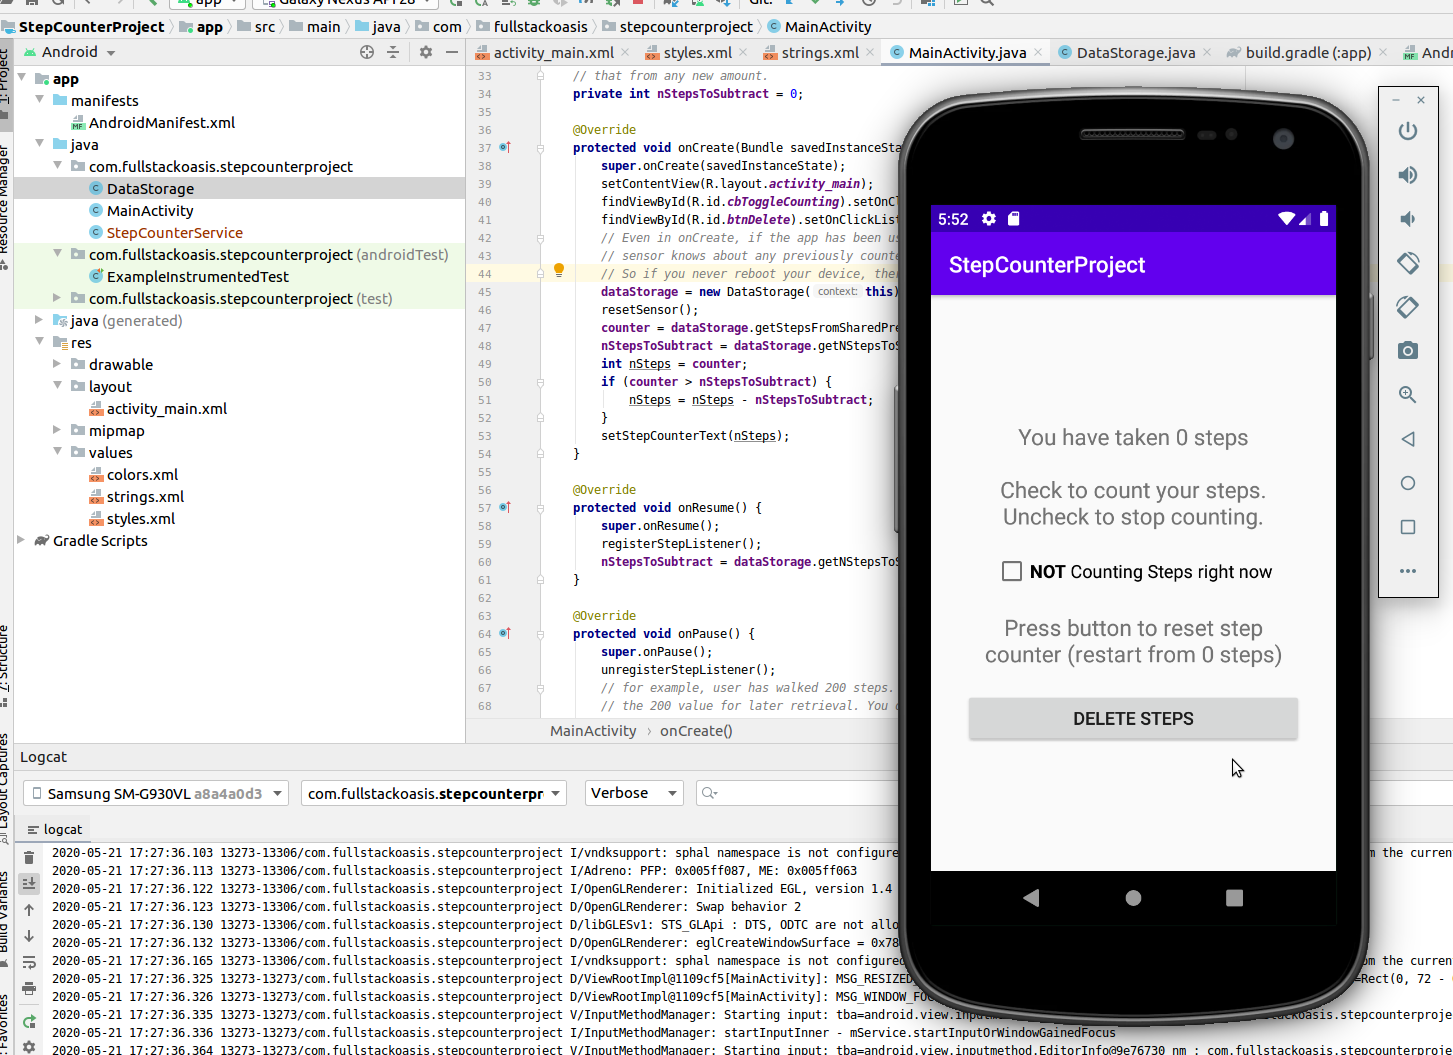 app
Galaxy Nexus API 28
Git:
StepCounterProject
app
src
main
java
com
fullstackoasis
stepcounterproject
MainActivity
1: Project
Resource Manager
7: Structure
Layout Captures
Build Variants
Favorites
Android
app
manifests
AndroidManifest.xml
java
com.fullstackoasis.stepcounterproject
DataStorage
MainActivity
StepCounterService
com.fullstackoasis.stepcounterproject (androidTest)
ExampleInstrumentedTest
com.fullstackoasis.stepcounterproject (test)
java (generated)
res
drawable
layout
activity_main.xml
mipmap
values
colors.xml
strings.xml
styles.xml
Gradle Scripts
activity_main.xml
styles.xml
strings.xml
MainActivity.java
DataStorage.java
build.gradle (:app)
33 // that from any new amount.
34 private int nStepsToSubtract = 0;
35
36 @Override
37 protected void onCreate(Bundle savedInstanceSta
38 super.onCreate(savedInstanceState);
39 setContentView(R.layout.activity_main);
40 findViewById(R.id.cbToggleCounting).setOnC
41 findViewById(R.id.btnDelete).setOnClickLis
42 // Even in onCreate, if the app has been us
43 // sensor knows about any previously counte
44 // So if you never reboot your device, ther
45 dataStorage = new DataStorage( context: this)
46 resetSensor();
47 counter = dataStorage.getStepsFromSharedPre
48 nStepsToSubtract = dataStorage.getNStepsToS
49 int nSteps = counter;
50 if (counter > nStepsToSubtract) {
51 nSteps = nSteps - nStepsToSubtract;
52 }
53 setStepCounterText(nSteps);
54 }
55
56 @Override
57 protected void onResume() {
58 super.onResume();
59 registerStepListener();
60 nStepsToSubtract = dataStorage.getNStepsToS
61 }
62
63 @Override
64 protected void onPause() {
65 super.onPause();
66 unregisterStepListener();
67 // for example, user has walked 200 steps.
68 // the 200 value for later retrieval. You
MainActivity › onCreate()
5:52
StepCounterProject
You have taken 0 steps
Check to count your steps.
Uncheck to stop counting.
NOT Counting Steps right now
Press button to reset step
counter (restart from 0 steps)
DELETE STEPS
Logcat
Samsung SM-G930VL a8a4a0d3
com.fullstackoasis.stepcounterpr
Verbose
logcat
2020-05-21 17:27:36.103 13273-13306/com.fullstackoasis.stepcounterproject I/vndksupport: sphal namespace is not configure m the curren
2020-05-21 17:27:36.113 13273-13306/com.fullstackoasis.stepcounterproject I/Adreno: PFP: 0x005ff087, ME: 0x005ff063
2020-05-21 17:27:36.122 13273-13306/com.fullstackoasis.stepcounterproject I/OpenGLRenderer: Initialized EGL, version 1.4
2020-05-21 17:27:36.123 13273-13306/com.fullstackoasis.stepcounterproject D/OpenGLRenderer: Swap behavior 2
2020-05-21 17:27:36.130 13273-13306/com.fullstackoasis.stepcounterproject D/libGLESv1: STS_GLApi : DTS, ODTC are not allo
2020-05-21 17:27:36.132 13273-13306/com.fullstackoasis.stepcounterproject D/OpenGLRenderer: eglCreateWindowSurface = 0x78
2020-05-21 17:27:36.165 13273-13306/com.fullstackoasis.stepcounterproject I/vndksupport: sphal namespace is not configured m the curren
2020-05-21 17:27:36.325 13273-13273/com.fullstackoasis.stepcounterproject D/ViewRootImpl@1109cf5[MainActivity]: MSG_RESIZED =Rect(0, 72 -
2020-05-21 17:27:36.326 13273-13273/com.fullstackoasis.stepcounterproject D/ViewRootImpl@1109cf5[MainActivity]: MSG_WINDOW_FOC
2020-05-21 17:27:36.335 13273-13273/com.fullstackoasis.stepcounterproject V/InputMethodManager: Starting input: tba=android.view.inputm stackoasis.stepcounterproje
2020-05-21 17:27:36.336 13273-13273/com.fullstackoasis.stepcounterproject I/InputMethodManager: startInputInner - mService.startInputOrWindowGainedFocus
2020-05-21 17:27:36.364 13273-13273/com.fullstackoasis.stepcounterproject V/InputMethodManager: Starting input: tba=android.view.inputmethod.EditorInfo@9e76730 nm : com.fullstackoasis.stepcounterproje